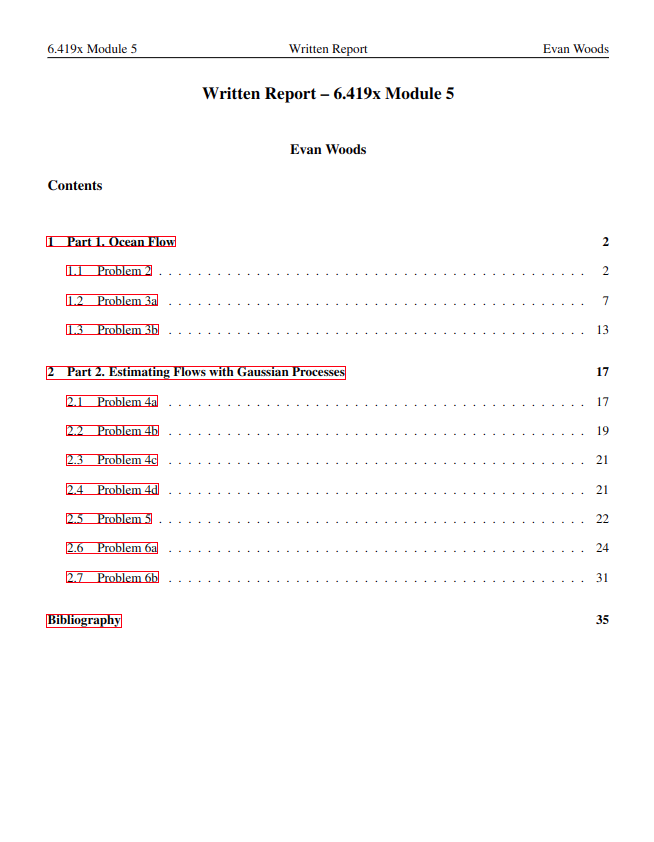 6.419x Module 5 Written Report Evan Woods
Written Report – 6.419x Module 5
Evan Woods
Contents
1 Part 1. Ocean Flow 2
1.1 Problem 2 . . . . . . . . . . . . . . . . . . . . . . . . . . . . . . . . . . 2
1.2 Problem 3a . . . . . . . . . . . . . . . . . . . . . . . . . . . . . . . . . 7
1.3 Problem 3b . . . . . . . . . . . . . . . . . . . . . . . . . . . . . . . . . 13
2 Part 2. Estimating Flows with Gaussian Processes 17
2.1 Problem 4a . . . . . . . . . . . . . . . . . . . . . . . . . . . . . . . . . 17
2.2 Problem 4b . . . . . . . . . . . . . . . . . . . . . . . . . . . . . . . . . 19
2.3 Problem 4c . . . . . . . . . . . . . . . . . . . . . . . . . . . . . . . . . 21
2.4 Problem 4d . . . . . . . . . . . . . . . . . . . . . . . . . . . . . . . . . 21
2.5 Problem 5 . . . . . . . . . . . . . . . . . . . . . . . . . . . . . . . . . . 22
2.6 Problem 6a . . . . . . . . . . . . . . . . . . . . . . . . . . . . . . . . . 24
2.7 Problem 6b . . . . . . . . . . . . . . . . . . . . . . . . . . . . . . . . . 31
Bibliography 35